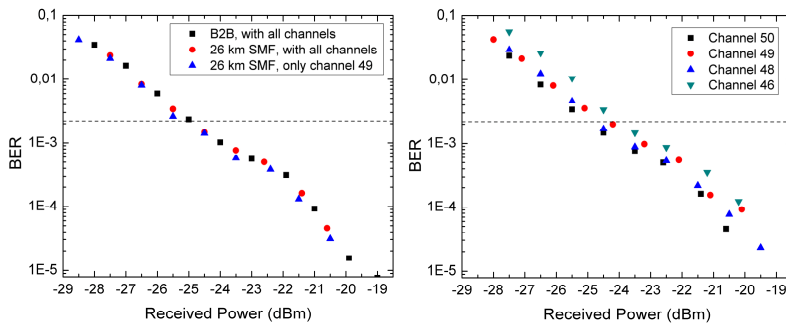 0,1
0,01
1E-3
1E-4
1E-5
BER
B2B, with all channels
26 km SMF, with all channels
26 km SMF, only channel 49
-29 -28 -27 -26 -25 -24 -23 -22 -21 -20 -19
Received Power (dBm)
0,1
0,01
1E-3
1E-4
1E-5
BER
Channel 50
Channel 49
Channel 48
Channel 46
-29 -28 -27 -26 -25 -24 -23 -22 -21 -20 -19
Received Power (dBm)